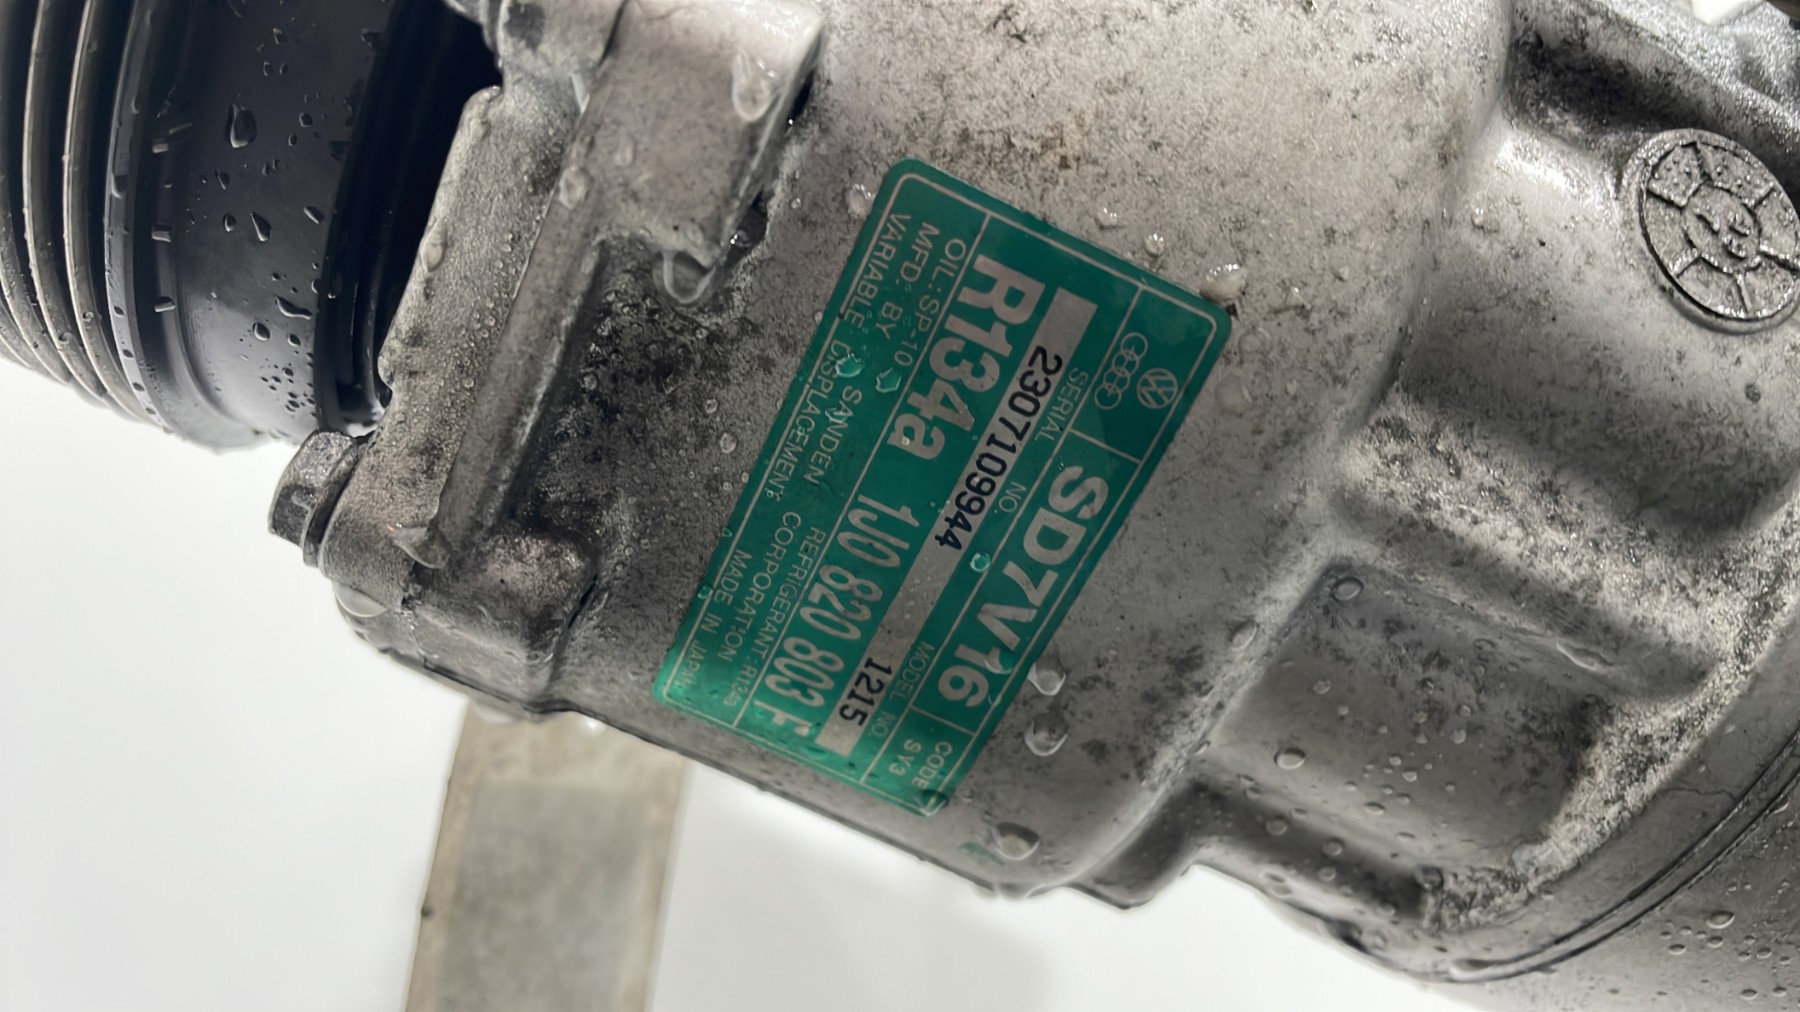 SD7V16
CODE
SY3
SERIAL NO.
MODEL NO.
2307109944
1215
R134a 1J0 820 803 F
OIL:SP-10
REFRIGERANT:R134a
MFD. BY SANDEN CORPORATION
VARIABLE DISPLACEMENT
MADE IN JAPAN